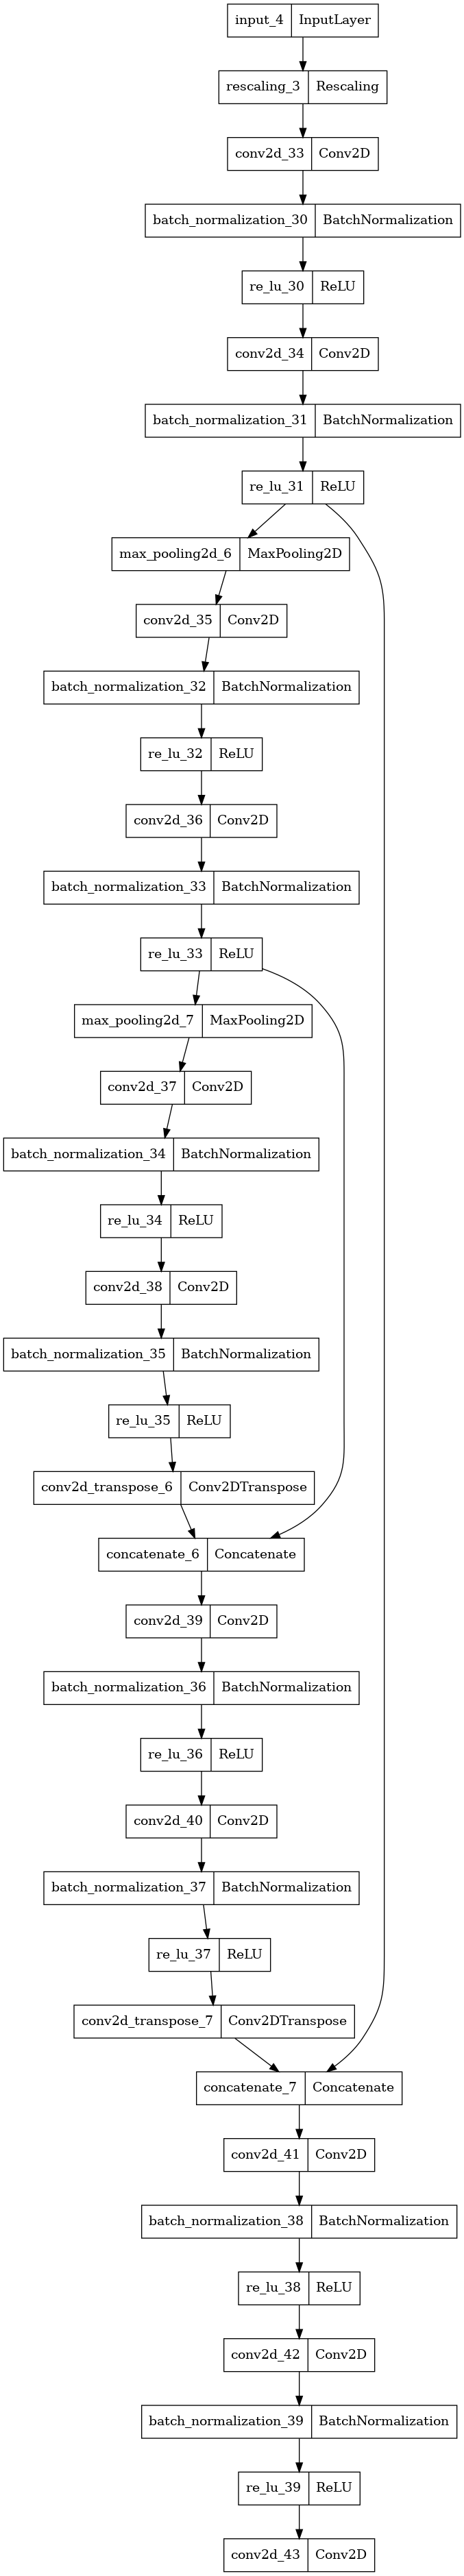 input_4 InputLayer
rescaling_3 Rescaling
conv2d_33 Conv2D
batch_normalization_30 BatchNormalization
re_lu_30 ReLU
conv2d_34 Conv2D
batch_normalization_31 BatchNormalization
re_lu_31 ReLU
max_pooling2d_6 MaxPooling2D
conv2d_35 Conv2D
batch_normalization_32 BatchNormalization
re_lu_32 ReLU
conv2d_36 Conv2D
batch_normalization_33 BatchNormalization
re_lu_33 ReLU
max_pooling2d_7 MaxPooling2D
conv2d_37 Conv2D
batch_normalization_34 BatchNormalization
re_lu_34 ReLU
conv2d_38 Conv2D
batch_normalization_35 BatchNormalization
re_lu_35 ReLU
conv2d_transpose_6 Conv2DTranspose
concatenate_6 Concatenate
conv2d_39 Conv2D
batch_normalization_36 BatchNormalization
re_lu_36 ReLU
conv2d_40 Conv2D
batch_normalization_37 BatchNormalization
re_lu_37 ReLU
conv2d_transpose_7 Conv2DTranspose
concatenate_7 Concatenate
conv2d_41 Conv2D
batch_normalization_38 BatchNormalization
re_lu_38 ReLU
conv2d_42 Conv2D
batch_normalization_39 BatchNormalization
re_lu_39 ReLU
conv2d_43 Conv2D